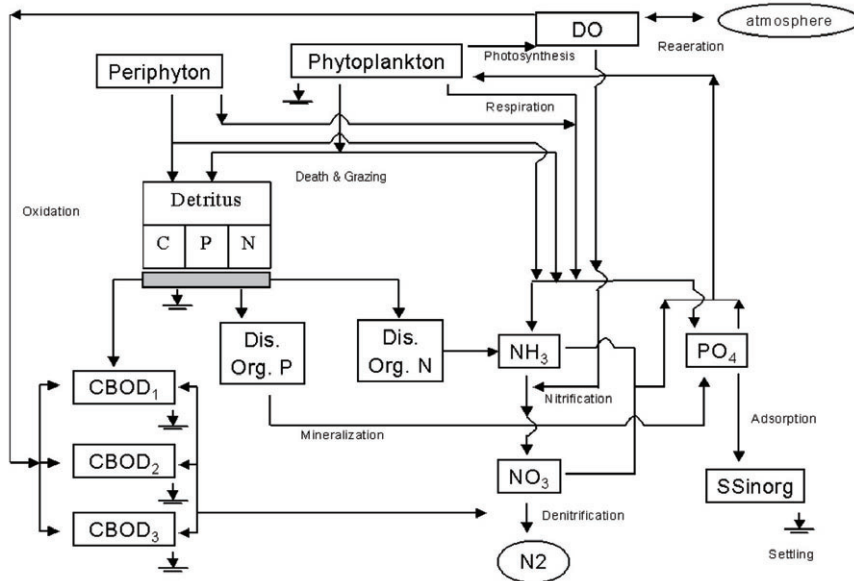 DO
atmosphere
Periphyton
Phytoplankton
Photosynthesis
Reaeration
Respiration
Death & Grazing
Detritus
C P N
Oxidation
Dis.
Org. P
Dis.
Org. N
NH₃
PO₄
CBOD₁
Nitrification
Mineralization
Adsorption
CBOD₂
NO₃
SSinorg
CBOD₃
Denitrification
Settling
N2